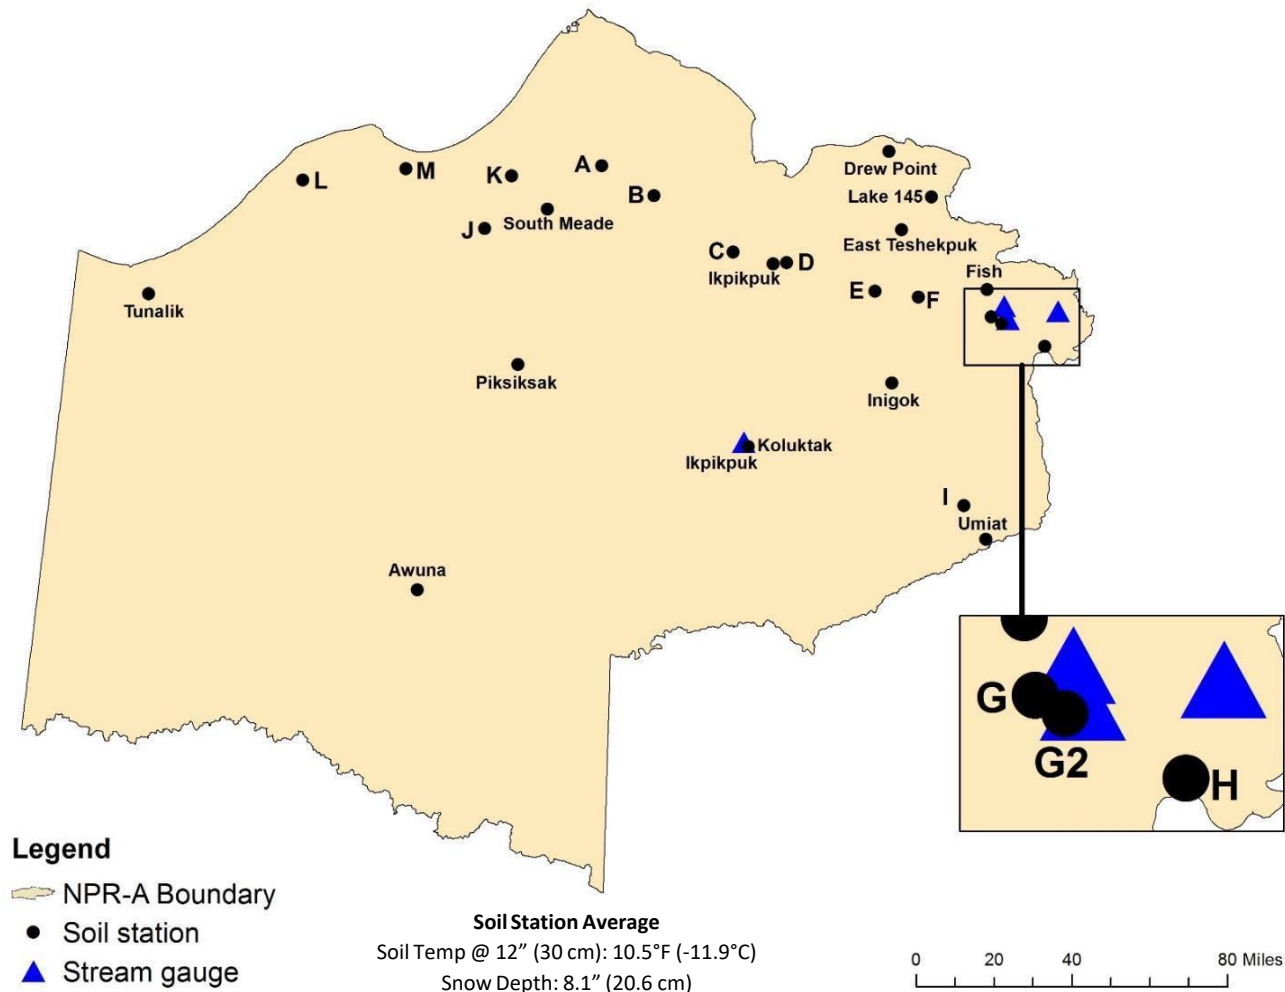 Drew Point
L
M
K
A
B
Lake 145
South Meade
J
East Teshekpuk
C
D
Ikpikpuk
Fish
E
F
Tunalik
Piksiksak
Inigok
Koluktak
Ikpikpuk
I
Umiat
Awuna
G
G2
H
Legend
NPR-A Boundary
Soil station
Stream gauge
Soil Station Average
Soil Temp @ 12” (30 cm): 10.5°F (-11.9°C)
Snow Depth: 8.1” (20.6 cm)
0 20 40 80 Miles